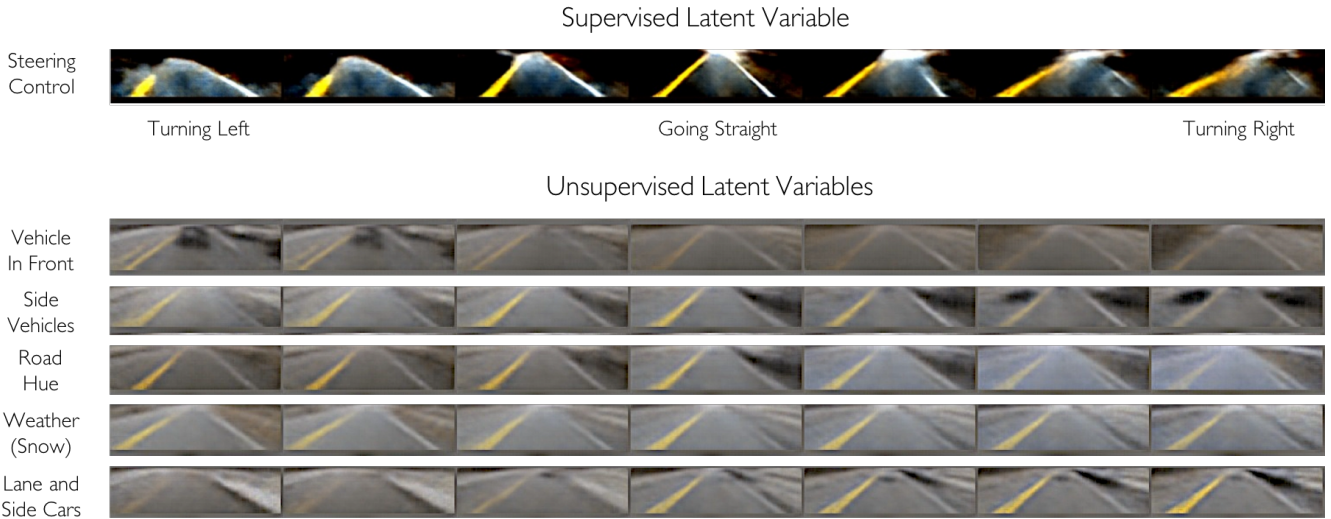 Supervised Latent Variable
Steering
Control
Turning Left
Going Straight
Turning Right
Unsupervised Latent Variables
Vehicle
In Front
Side
Vehicles
Road
Hue
Weather
(Snow)
Lane and
Side Cars